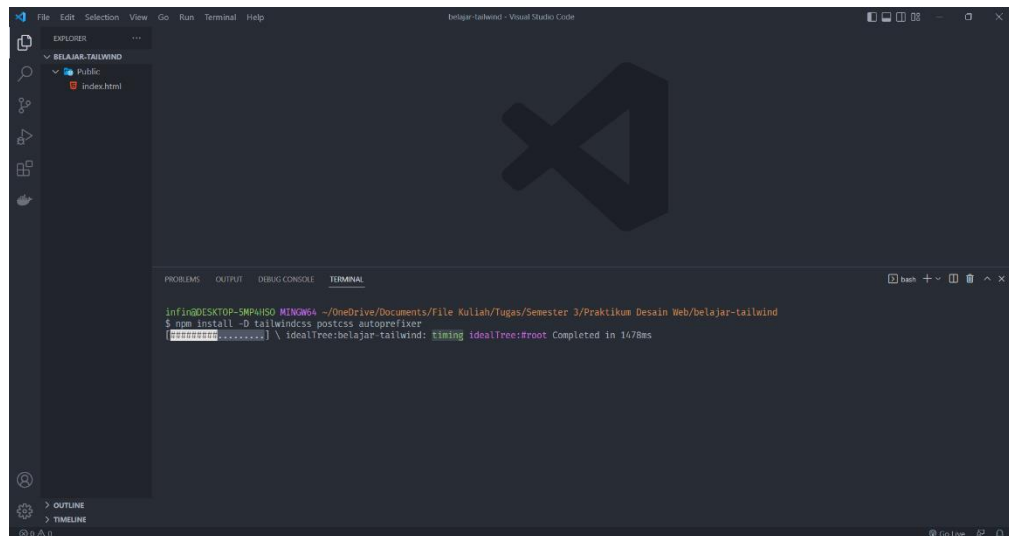 File Edit Selection View Go Run Terminal Help
belajar-tailwind - Visual Studio Code
EXPLORER ...
BELAJAR-TAILWIND
Public
index.html
PROBLEMS OUTPUT DEBUG CONSOLE TERMINAL
bash
infin@DESKTOP-5MP4HSO MINGW64 ~/OneDrive/Documents/File Kuliah/Tugas/Semester 3/Praktikum Desain Web/belajar-tailwind
$ npm install -D tailwindcss postcss autoprefixer
[#########.........] \ idealTree:belajar-tailwind: timing idealTree:#root Completed in 1478ms
OUTLINE
TIMELINE
0 0
Go Live